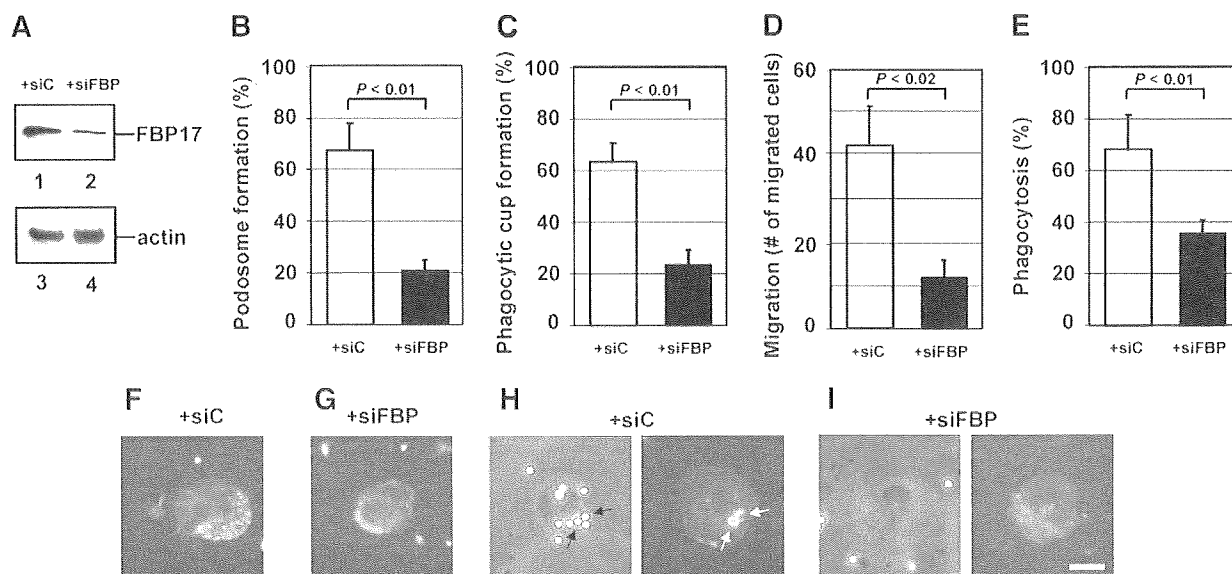 A
+siC +siFBP
FBP17
1 2
actin
3 4
B
Podosome formation (%)
100
80
60
40
20
0
P < 0.01
+siC +siFBP
C
Phagocytic cup formation (%)
100
80
60
40
20
0
P < 0.01
+siC +siFBP
D
Migration (# of migrated cells)
60
40
20
0
P < 0.02
+siC +siFBP
E
Phagocytosis (%)
100
80
60
40
20
0
P < 0.01
+siC +siFBP
F
+siC
G
+siFBP
H
+siC
I
+siFBP